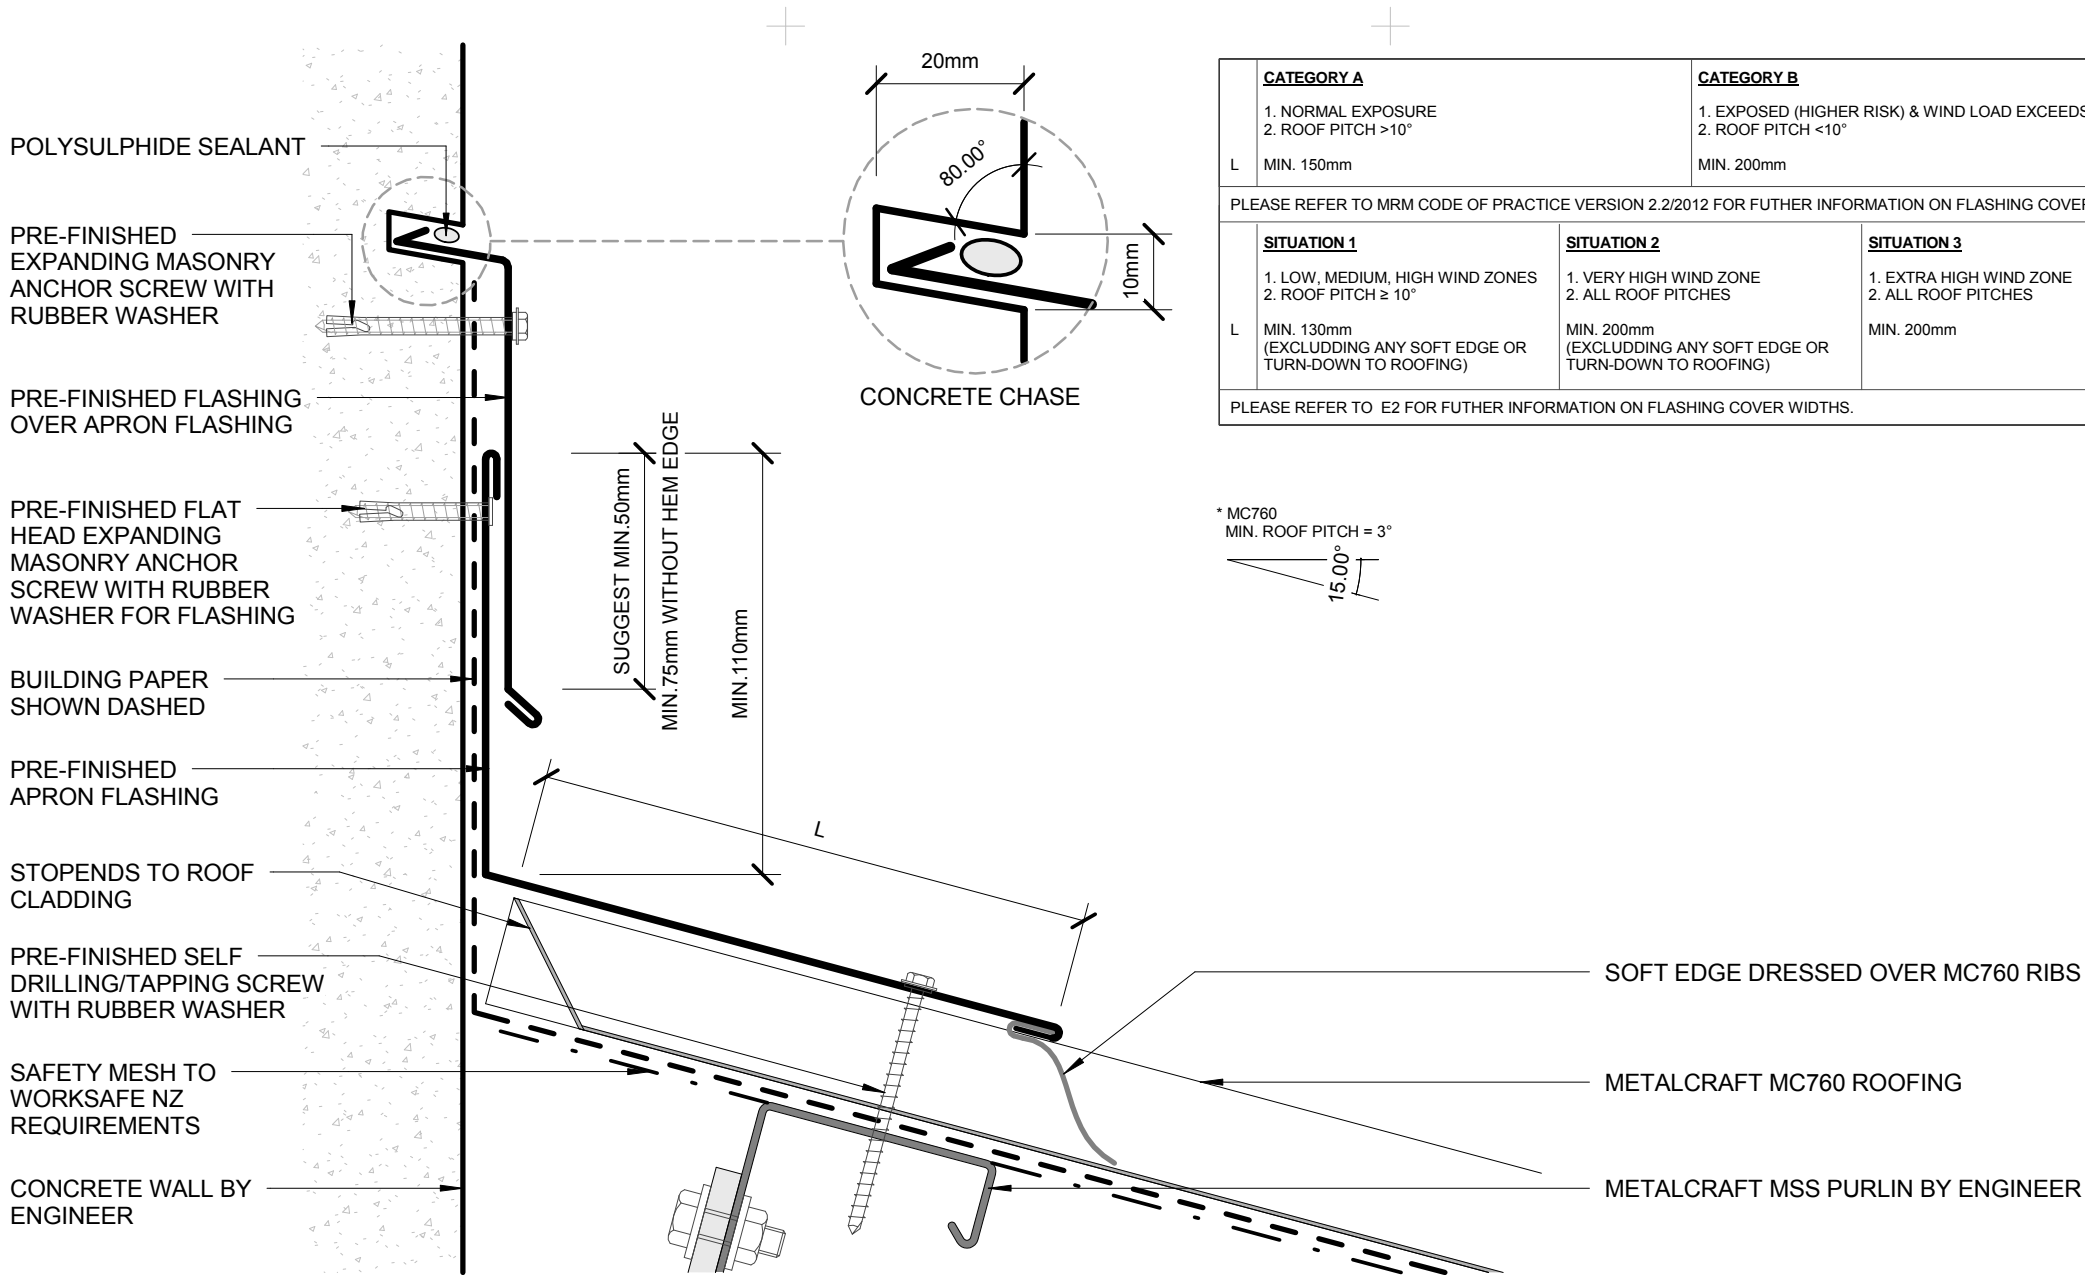 POLYSULPHIDE SEALANT
PRE-FINISHED
EXPANDING MASONRY
ANCHOR SCREW WITH
RUBBER WASHER
PRE-FINISHED FLASHING
OVER APRON FLASHING
PRE-FINISHED FLAT
HEAD EXPANDING
MASONRY ANCHOR
SCREW WITH RUBBER
WASHER FOR FLASHING
BUILDING PAPER
SHOWN DASHED
PRE-FINISHED
APRON FLASHING
STOPENDS TO ROOF
CLADDING
PRE-FINISHED SELF
DRILLING/TAPPING SCREW
WITH RUBBER WASHER
SAFETY MESH TO
WORKSAFE NZ
REQUIREMENTS
CONCRETE WALL BY
ENGINEER
20mm
80.00°
10mm
CONCRETE CHASE
SUGGEST MIN.50mm
MIN.75mm WITHOUT HEM EDGE
MIN.110mm
L
CATEGORY A
1. NORMAL EXPOSURE
2. ROOF PITCH >10°
L MIN. 150mm
CATEGORY B
1. EXPOSED (HIGHER RISK) & WIND LOAD EXCEEDS
2. ROOF PITCH <10°
MIN. 200mm
PLEASE REFER TO MRM CODE OF PRACTICE VERSION 2.2/2012 FOR FUTHER INFORMATION ON FLASHING COVER
SITUATION 1
1. LOW, MEDIUM, HIGH WIND ZONES
2. ROOF PITCH ≥ 10°
L MIN. 130mm
(EXCLUDDING ANY SOFT EDGE OR
TURN-DOWN TO ROOFING)
SITUATION 2
1. VERY HIGH WIND ZONE
2. ALL ROOF PITCHES
MIN. 200mm
(EXCLUDDING ANY SOFT EDGE OR
TURN-DOWN TO ROOFING)
SITUATION 3
1. EXTRA HIGH WIND ZONE
2. ALL ROOF PITCHES
MIN. 200mm
PLEASE REFER TO E2 FOR FUTHER INFORMATION ON FLASHING COVER WIDTHS.
* MC760
MIN. ROOF PITCH = 3°
15.00°
SOFT EDGE DRESSED OVER MC760 RIBS
METALCRAFT MC760 ROOFING
METALCRAFT MSS PURLIN BY ENGINEER